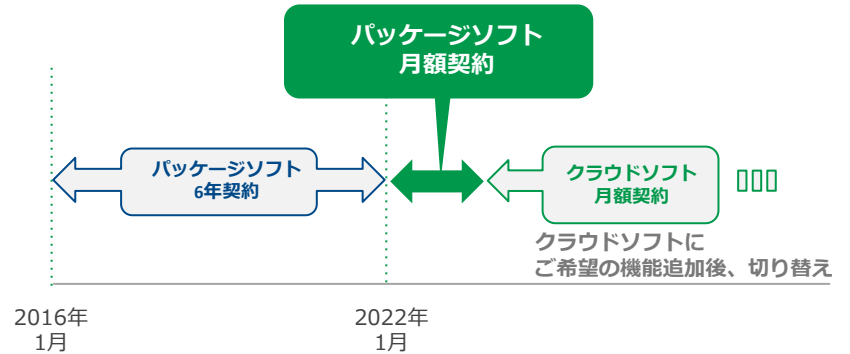 パッケージソフト
月額契約
パッケージソフト
6年契約
クラウドソフト
月額契約
クラウドソフトに
ご希望の機能追加後、切り替え
2016年
1月
2022年
1月